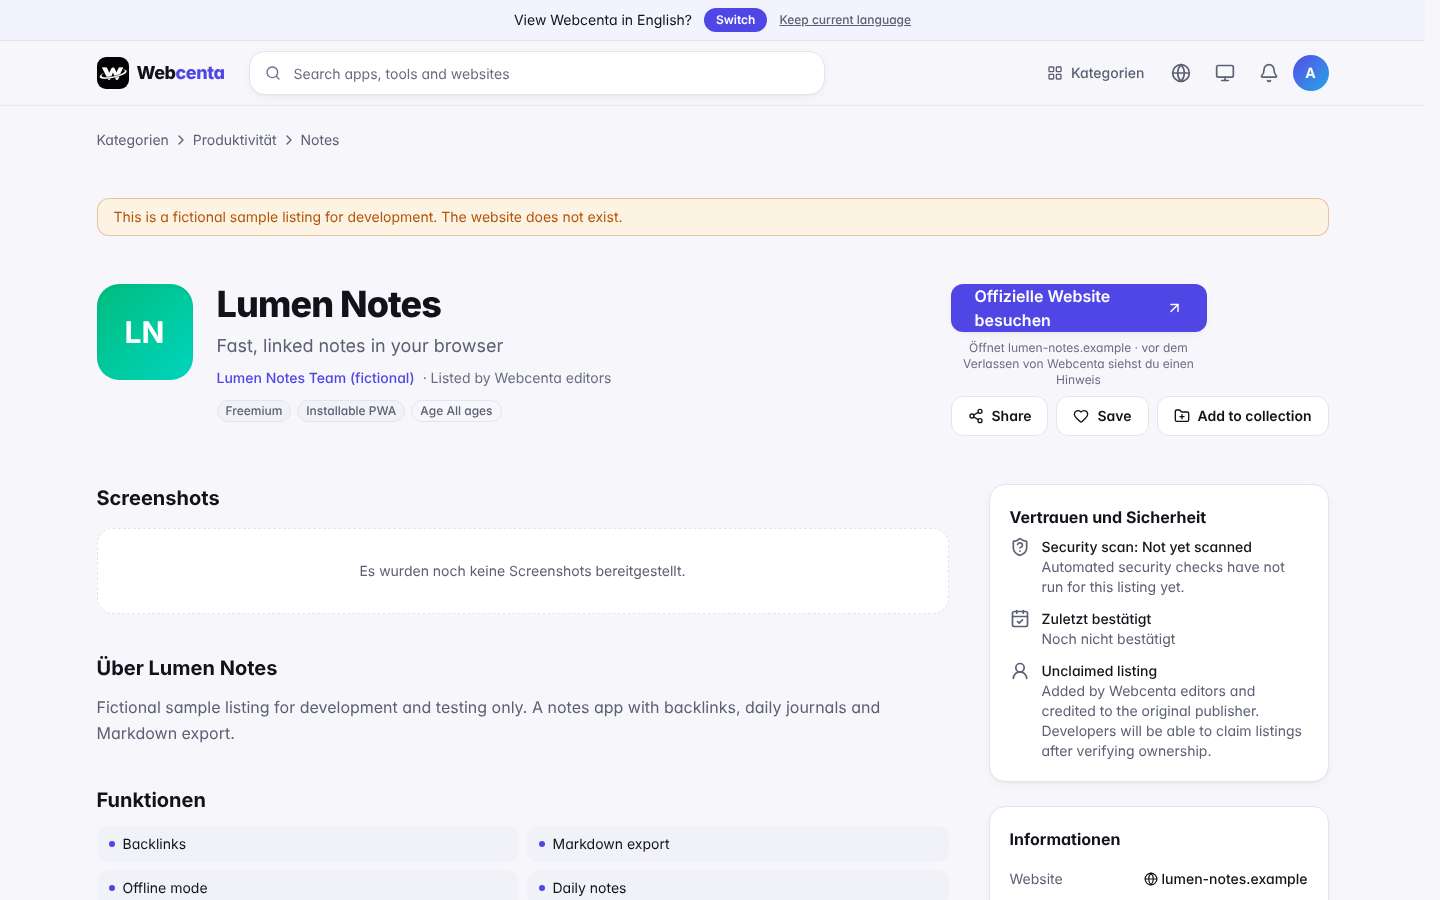 View Webcenta in English? Switch Keep current language
Webcenta
Search apps, tools and websites
Kategorien
A
Kategorien > Produktivität > Notes
This is a fictional sample listing for development. The website does not exist.
LN
Lumen Notes
Fast, linked notes in your browser
Lumen Notes Team (fictional) · Listed by Webcenta editors
Freemium Installable PWA Age All ages
Offizielle Website
besuchen
Öffnet lumen-notes.example · vor dem
Verlassen von Webcenta siehst du einen
Hinweis
Share Save Add to collection
Screenshots
Es wurden noch keine Screenshots bereitgestellt.
Über Lumen Notes
Fictional sample listing for development and testing only. A notes app with backlinks, daily journals and
Markdown export.
Funktionen
Backlinks
Markdown export
Offline mode
Daily notes
Vertrauen und Sicherheit
Security scan: Not yet scanned
Automated security checks have not
run for this listing yet.
Zuletzt bestätigt
Noch nicht bestätigt
Unclaimed listing
Added by Webcenta editors and
credited to the original publisher.
Developers will be able to claim listings
after verifying ownership.
Informationen
Website lumen-notes.example